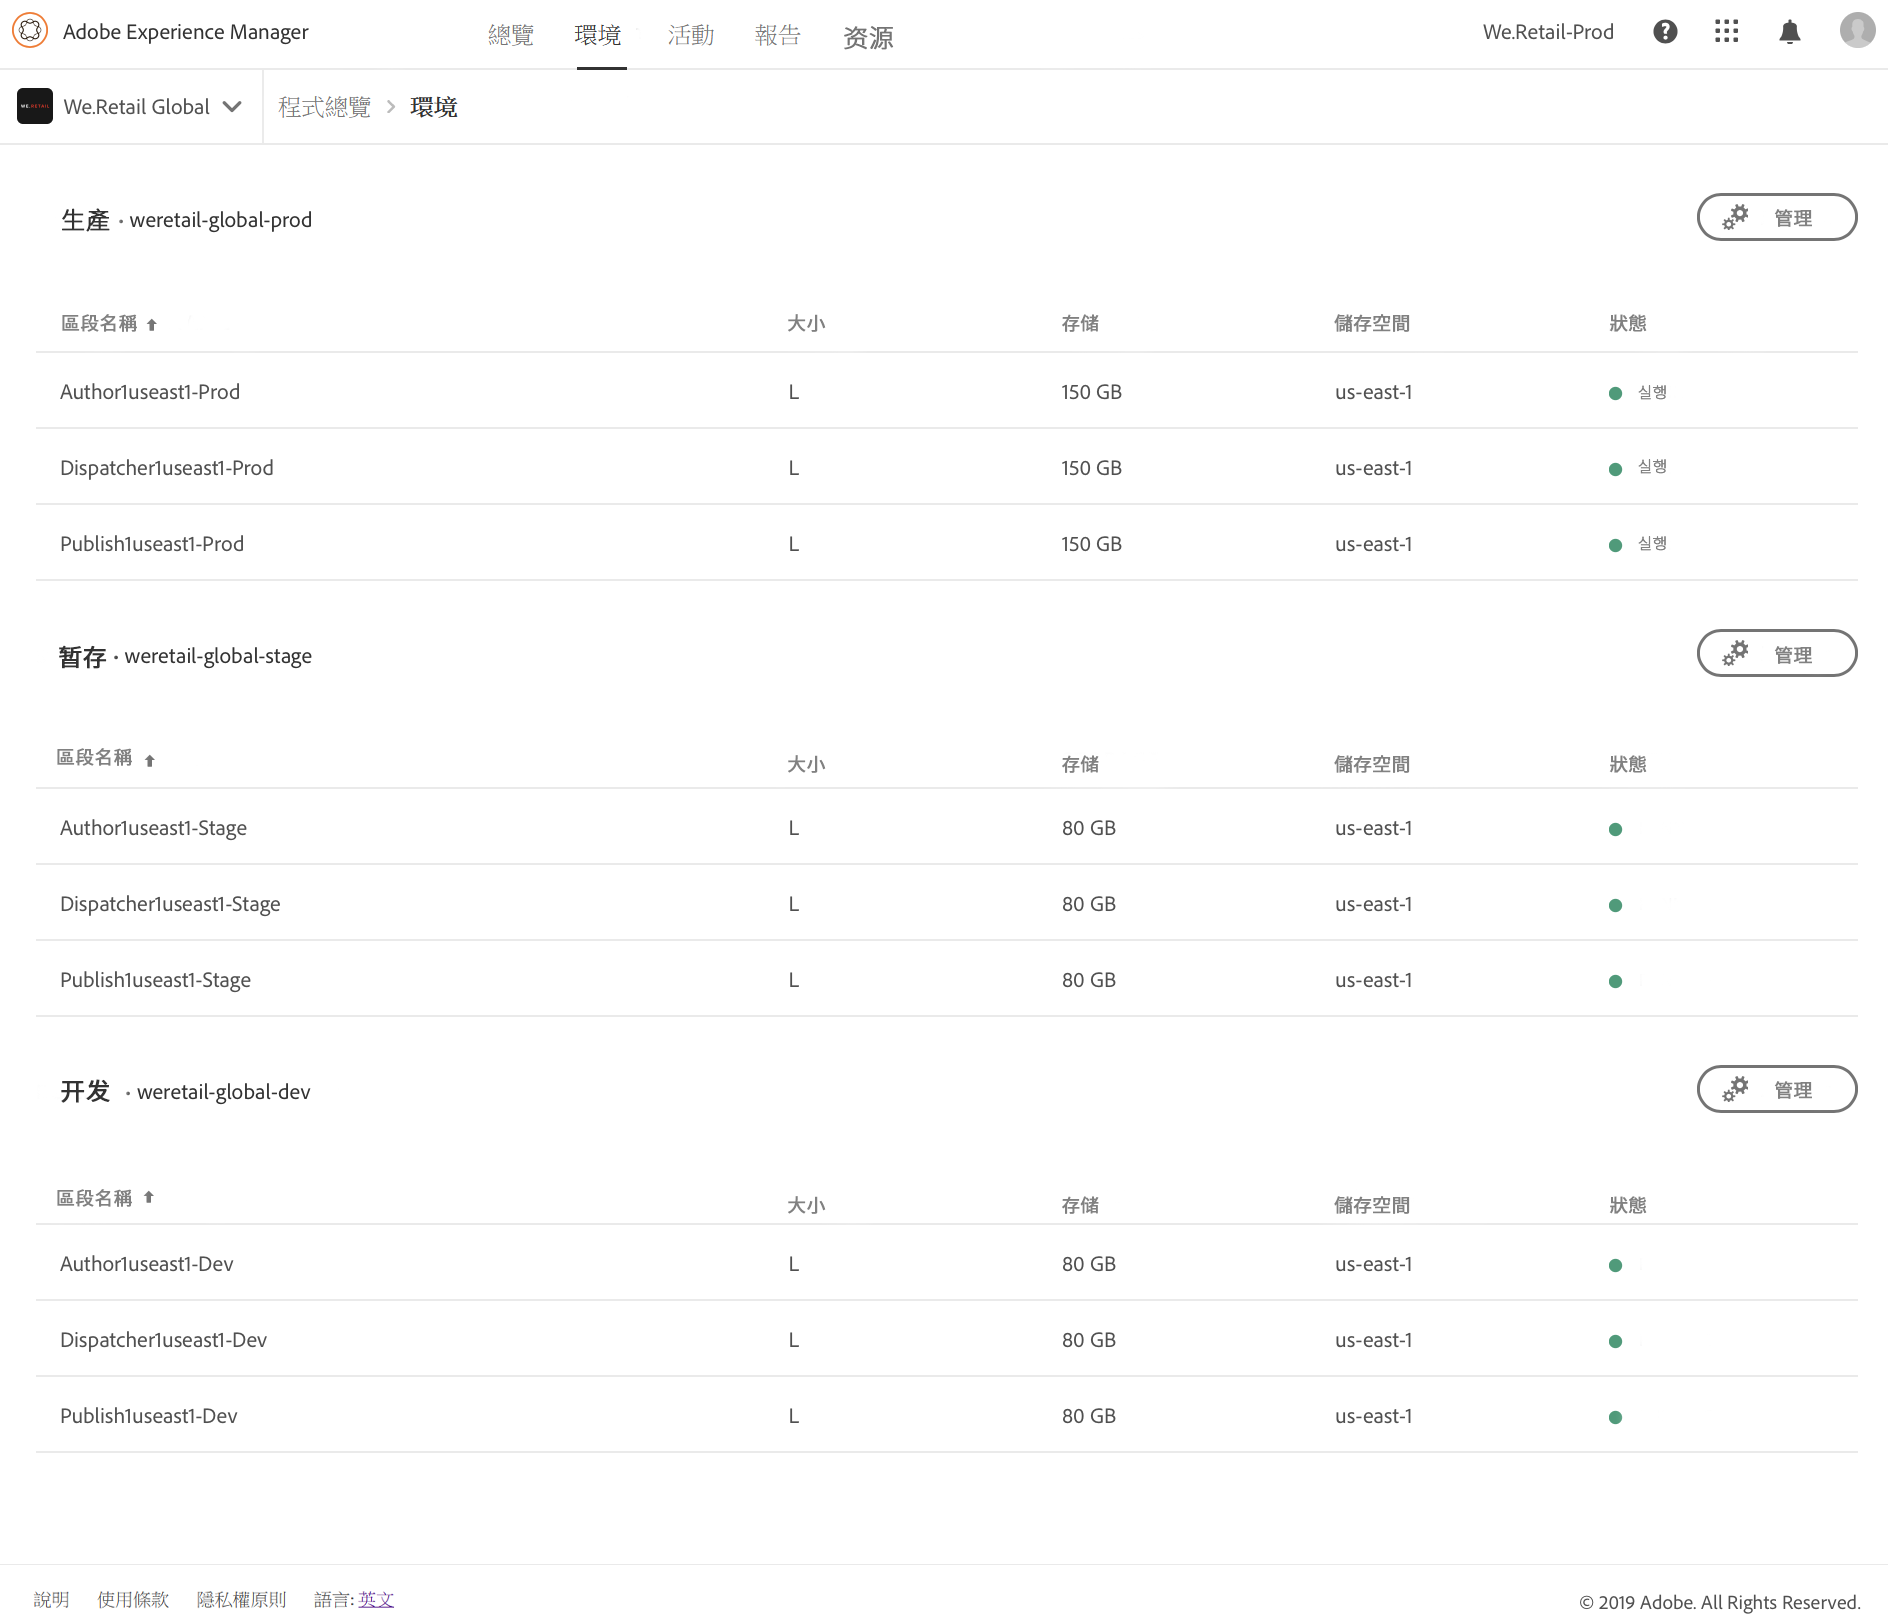 Adobe Experience Manager 總覽 環境 活動 報告 资源 We.Retail-Prod
WE.RETAIL We.Retail Global 程式總覽 > 環境
生產 · weretail-global-prod 管理
區段名稱 大小 存储 儲存空間 狀態
Author1useast1-Prod L 150 GB us-east-1 실행
Dispatcher1useast1-Prod L 150 GB us-east-1 실행
Publish1useast1-Prod L 150 GB us-east-1 실행
暂存 · weretail-global-stage 管理
區段名稱 大小 存储 儲存空間 狀態
Author1useast1-Stage L 80 GB us-east-1
Dispatcher1useast1-Stage L 80 GB us-east-1
Publish1useast1-Stage L 80 GB us-east-1
开发 · weretail-global-dev 管理
區段名稱 大小 存储 儲存空間 狀態
Author1useast1-Dev L 80 GB us-east-1
Dispatcher1useast1-Dev L 80 GB us-east-1
Publish1useast1-Dev L 80 GB us-east-1
說明 使用條款 隱私權原則 語言: 英文 © 2019 Adobe. All Rights Reserved.